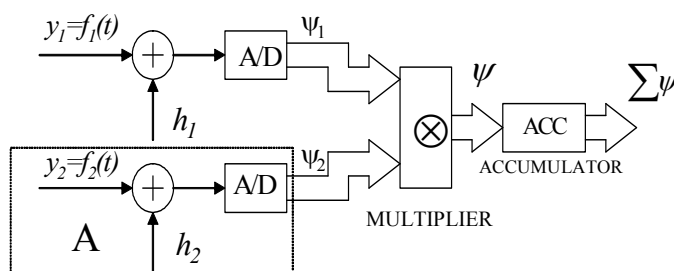 y₁=f₁(t)
A/D
ψ₁
h₁
ψ
∑ψ
ACC
ACCUMULATOR
MULTIPLIER
y₂=f₂(t)
A/D
ψ₂
A
h₂